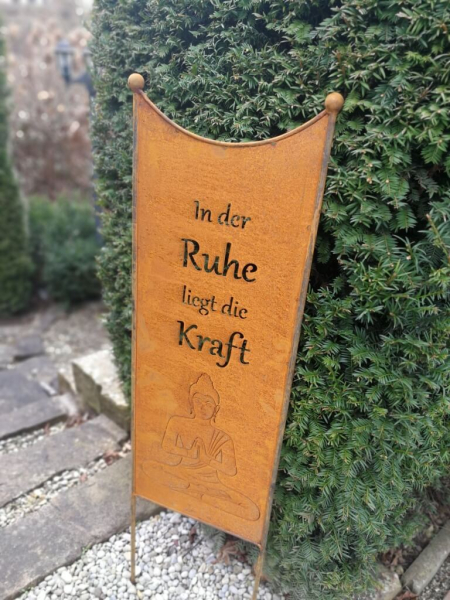 In der
Ruhe
liegt die
Kraft